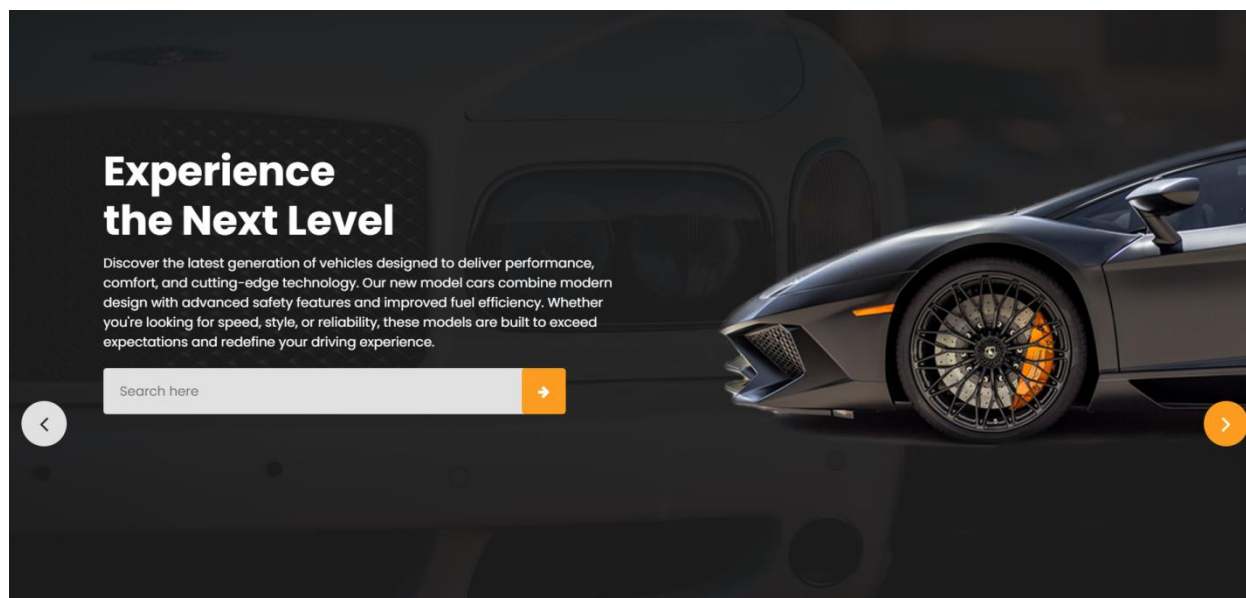 Experience
the Next Level
Discover the latest generation of vehicles designed to deliver performance,
comfort, and cutting-edge technology. Our new model cars combine modern
design with advanced safety features and improved fuel efficiency. Whether
you're looking for speed, style, or reliability, these models are built to exceed
expectations and redefine your driving experience.
Search here